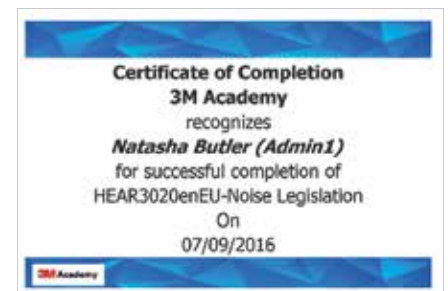 Certificate of Completion
3M Academy
recognizes
Natasha Butler (Admin1)
for successful completion of
HEAR3020enEU-Noise Legislation
On
07/09/2016
3M Academy